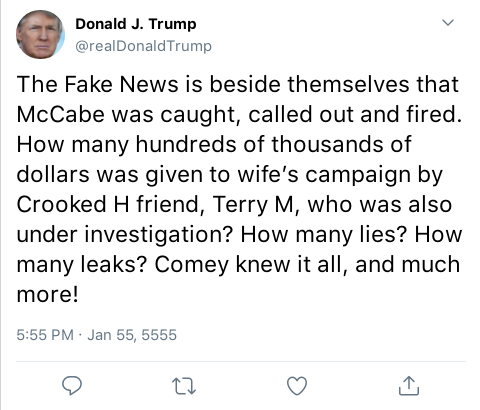 Donald J. Trump
@realDonaldTrump
The Fake News is beside themselves that
McCabe was caught, called out and fired.
How many hundreds of thousands of
dollars was given to wife’s campaign by
Crooked H friend, Terry M, who was also
under investigation? How many lies? How
many leaks? Comey knew it all, and much
more!
5:55 PM · Jan 55, 5555